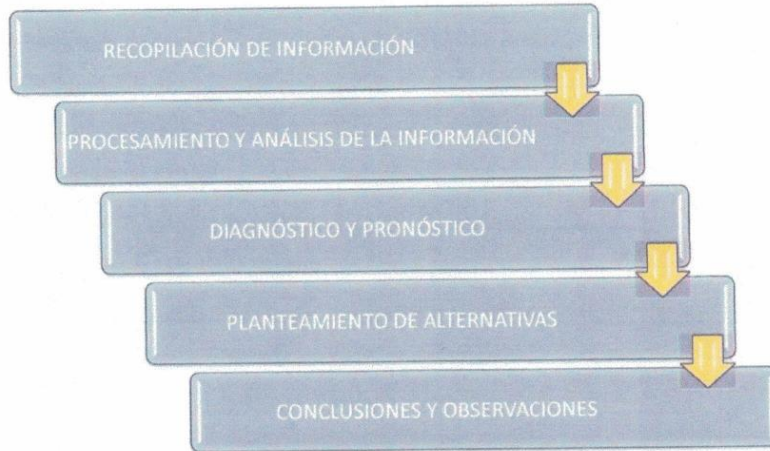 RECOPILACIÓN DE INFORMACIÓN
PROCESAMIENTO Y ANÁLISIS DE LA INFORMACIÓN
DIAGNÓSTICO Y PRONÓSTICO
PLANTEAMIENTO DE ALTERNATIVAS
CONCLUSIONES Y OBSERVACIONES